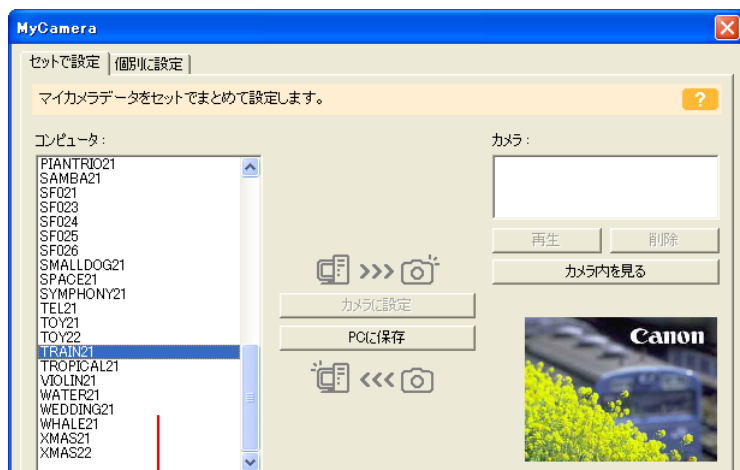 MyCamera
セットで設定
個別に設定
マイカメラデータをセットでまとめて設定します。
?
コンピュータ:
PIANTRIO21
SAMBA21
SF021
SF023
SF024
SF025
SF026
SMALLDOG21
SPACE21
SYMPHONY21
TEL21
TOY21
TOY22
TRAIN21
TROPICAL21
VIOLIN21
WATER21
WEDDING21
WHALE21
XMAS21
XMAS22
>>>
カメラに設定
PCに保存
<<<
カメラ:
再生
削除
カメラ内を見る
Canon